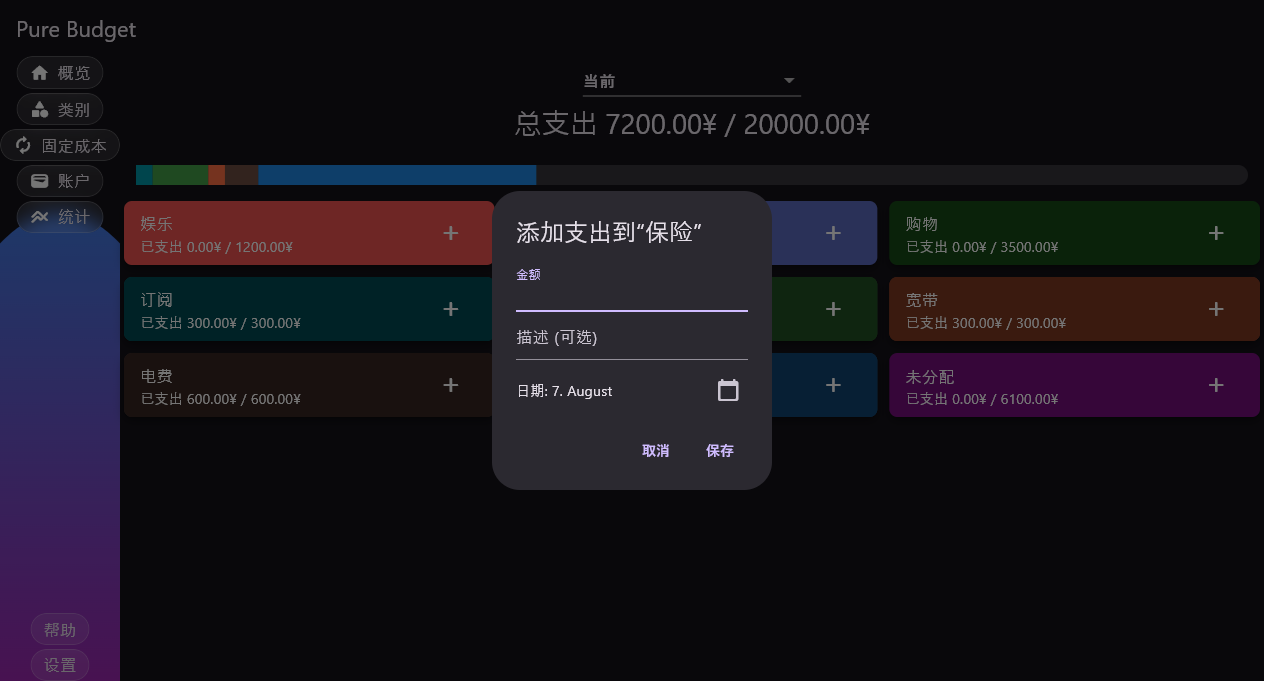 Pure Budget
概览
类别
固定成本
账户
统计
帮助
设置
当前
总支出 7200.00¥ / 20000.00¥
娱乐
已支出 0.00¥ / 1200.00¥
购物
已支出 0.00¥ / 3500.00¥
订阅
已支出 300.00¥ / 300.00¥
宽带
已支出 300.00¥ / 300.00¥
电费
已支出 600.00¥ / 600.00¥
未分配
已支出 0.00¥ / 6100.00¥
添加支出到“保险”
金额
描述 (可选)
日期: 7. August
取消
保存